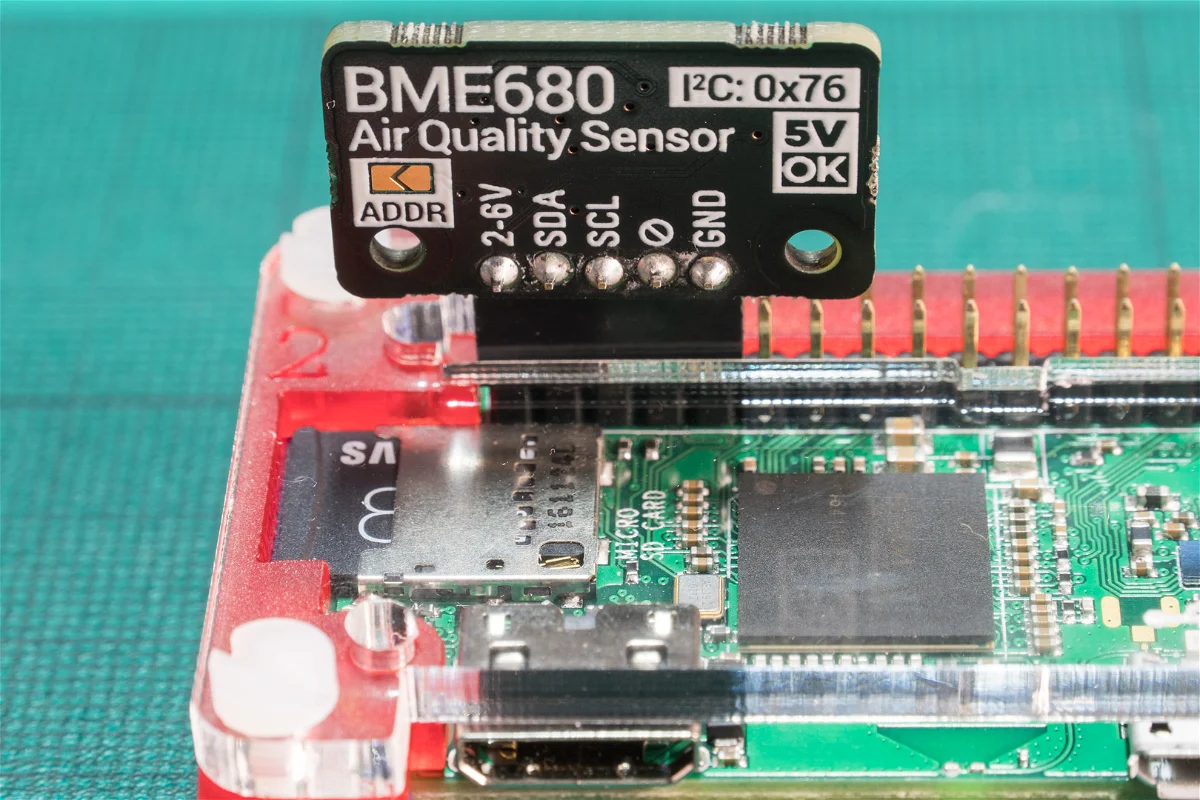 BME680
I²C: 0x76
Air Quality Sensor
5V
OK
ADDR
2-6V
SDA
SCL
Ø
GND
2
MICRO
SD CARD